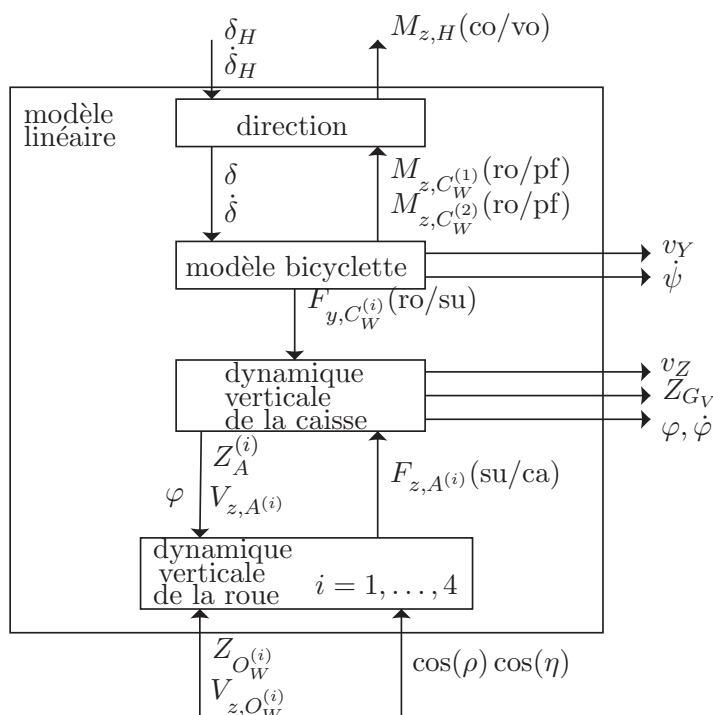 δ_H
δ̇_H
M_{z,H}(co/vo)
modèle
linéaire
direction
δ
δ̇
M_{z,C_W^{(1)}}(ro/pf)
M_{z,C_W^{(2)}}(ro/pf)
modèle bicyclette
v_Y
ψ̇
F_{y,C_W^{(i)}}(ro/su)
dynamique
verticale
de la caisse
v_Z
Z_{G_V}
φ, φ̇
Z_A^{(i)}
φ V_{z,A^{(i)}}
F_{z,A^{(i)}}(su/ca)
dynamique
verticale
de la roue i = 1, . . . , 4
Z_{O_W^{(i)}}
V_{z,O_W^{(i)}}
cos(ρ) cos(η)